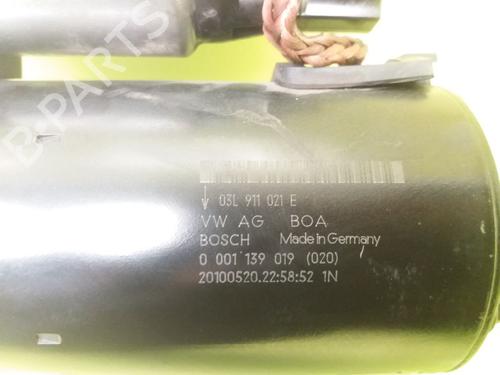 B-PARTS
03L 911 021 E
VW AG BOA
BOSCH Made in Germany
0 001 139 019 (020)
20100520.22:58:52 1N